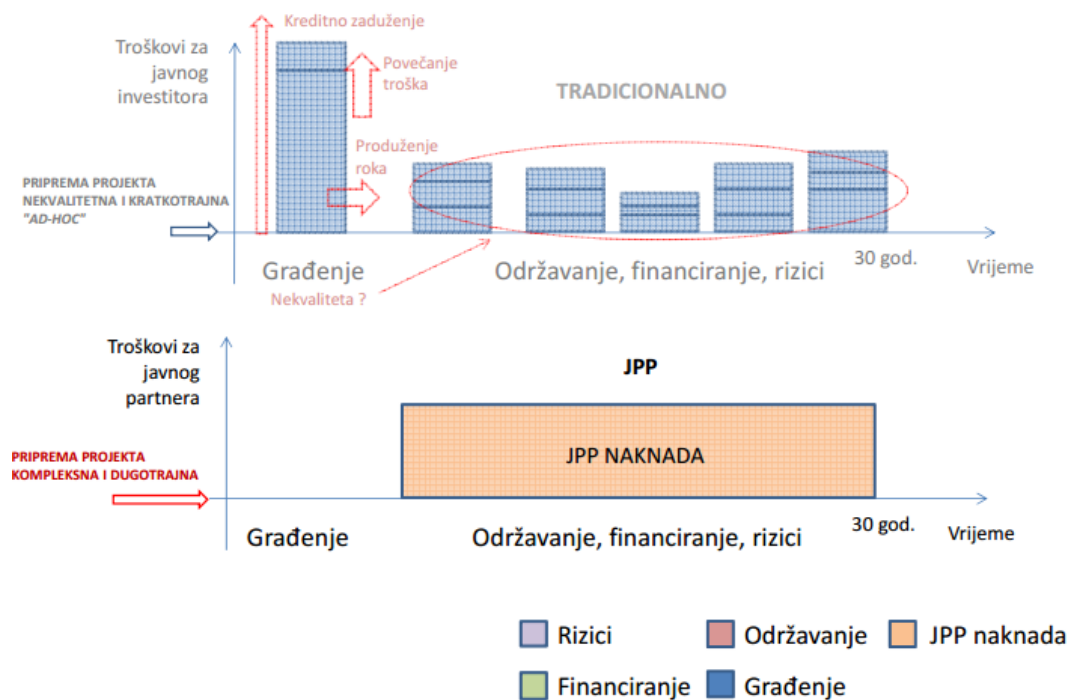 Kreditno zaduženje
Troškovi za
javnog
investitora
Povečanje
troška
TRADICIONALNO
Produženje
roka
PRIPREMA PROJEKTA
NEKVALITETNA I KRATKOTRAJNA
"AD-HOC"
Građenje
Održavanje, financiranje, rizici
30 god.
Vrijeme
Nekvaliteta ?
Troškovi za
javnog
partnera
JPP
JPP NAKNADA
PRIPREMA PROJEKTA
KOMPLEKSNA I DUGOTRAJNA
Građenje
Održavanje, financiranje, rizici
30 god.
Vrijeme
Rizici
Održavanje
JPP naknada
Financiranje
Građenje